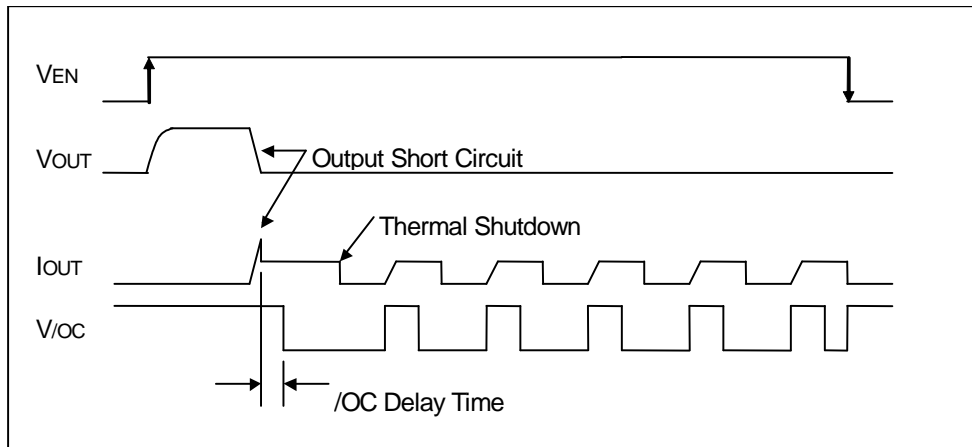 VEN
VOUT
Output Short Circuit
Thermal Shutdown
IOUT
V/OC
/OC Delay Time